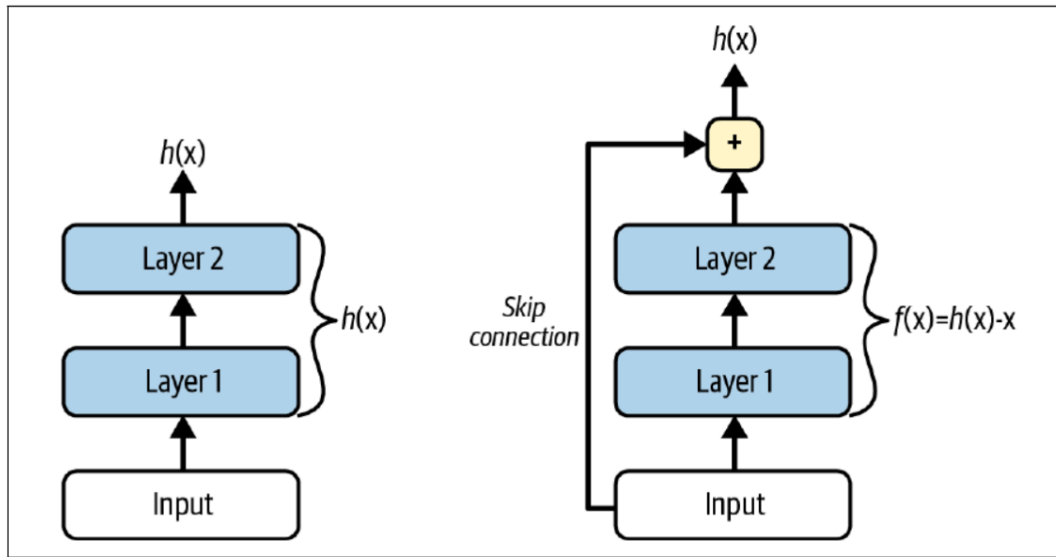 h(x)
Layer 2
h(x)
Layer 1
Input
h(x)
+
Skip
connection
Layer 2
f(x)=h(x)-x
Layer 1
Input